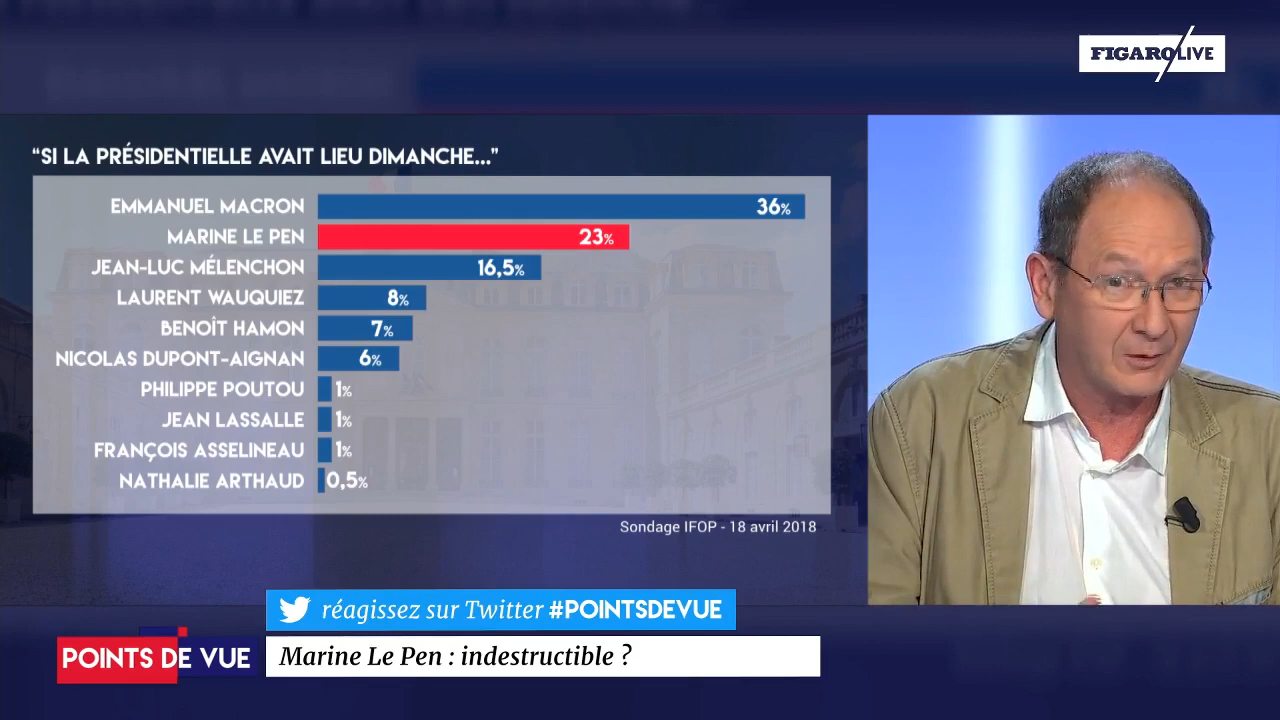 FIGAROLIVE
“SI LA PRÉSIDENTIELLE AVAIT LIEU DIMANCHE...”
EMMANUEL MACRON 36%
MARINE LE PEN 23%
JEAN-LUC MÉLENCHON 16,5%
LAURENT WAUQUIEZ 8%
BENOÎT HAMON 7%
NICOLAS DUPONT-AIGNAN 6%
PHILIPPE POUTOU 1%
JEAN LASSALLE 1%
FRANÇOIS ASSELINEAU 1%
NATHALIE ARTHAUD 0,5%
Sondage IFOP - 18 avril 2018
réagissez sur Twitter #POINTSDEVUE
POINTS DE VUE
Marine Le Pen : indestructible ?